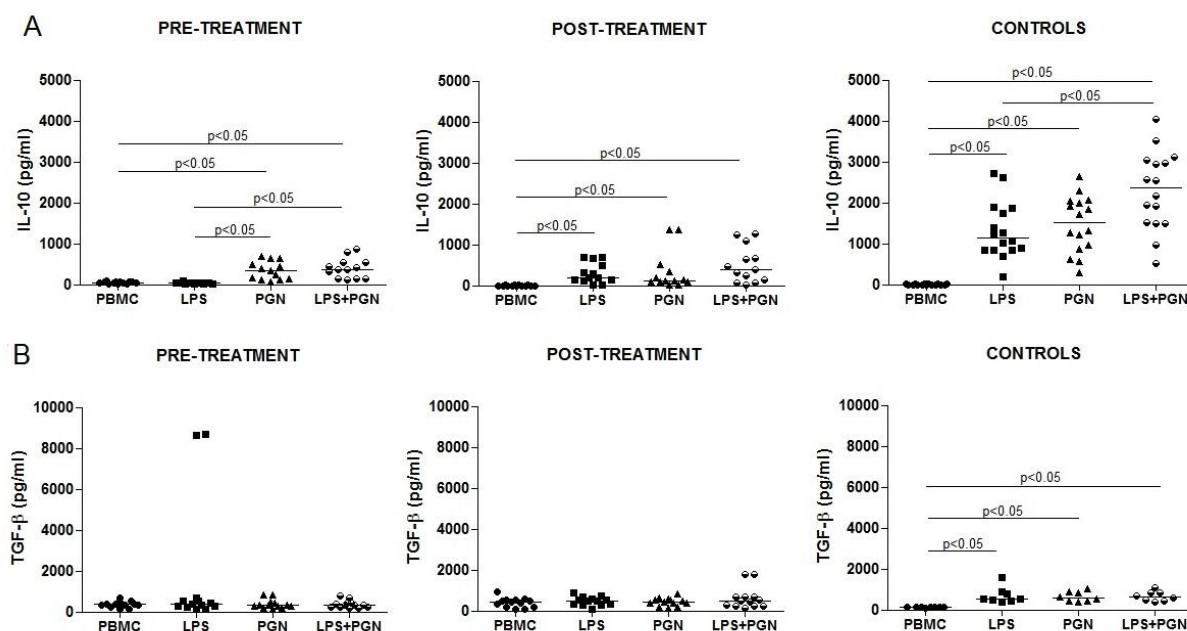 A
PRE-TREATMENT
POST-TREATMENT
CONTROLS
IL-10 (pg/ml)
5000
4000
3000
2000
1000
0
p<0.05
p<0.05
p<0.05
p<0.05
PBMC LPS PGN LPS+PGN
IL-10 (pg/ml)
5000
4000
3000
2000
1000
0
p<0.05
p<0.05
p<0.05
PBMC LPS PGN LPS+PGN
IL-10 (pg/ml)
5000
4000
3000
2000
1000
0
p<0.05
p<0.05
p<0.05
p<0.05
PBMC LPS PGN LPS+PGN
B
PRE-TREATMENT
POST-TREATMENT
CONTROLS
TGF-β (pg/ml)
10000
8000
6000
4000
2000
0
PBMC LPS PGN LPS+PGN
TGF-β (pg/ml)
10000
8000
6000
4000
2000
0
PBMC LPS PGN LPS+PGN
TGF-β (pg/ml)
10000
8000
6000
4000
2000
0
p<0.05
p<0.05
p<0.05
PBMC LPS PGN LPS+PGN